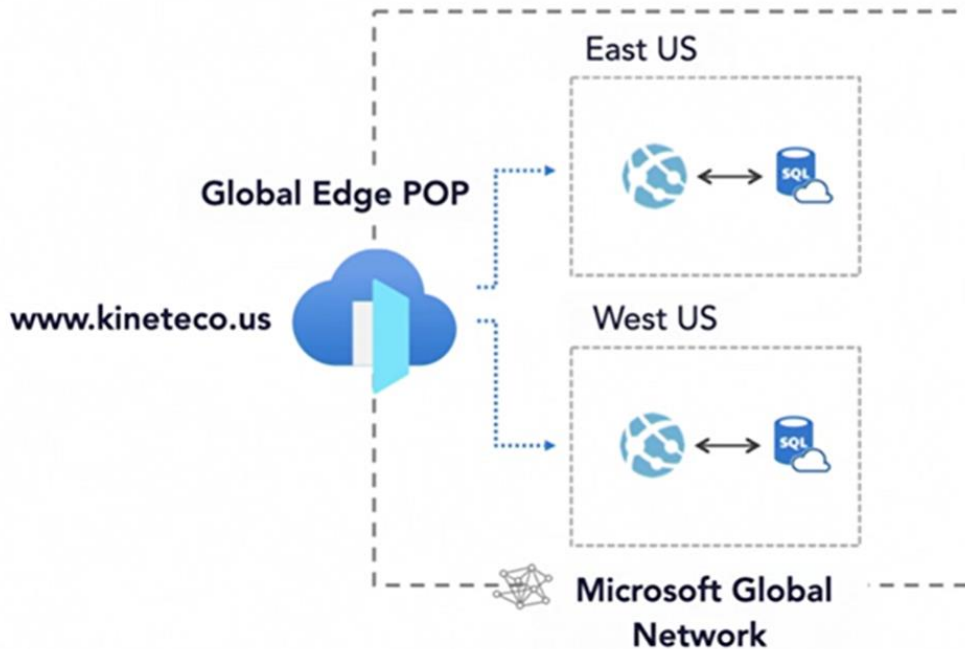 East US
SQL
Global Edge POP
www.kineteco.us
West US
SQL
Microsoft Global
Network